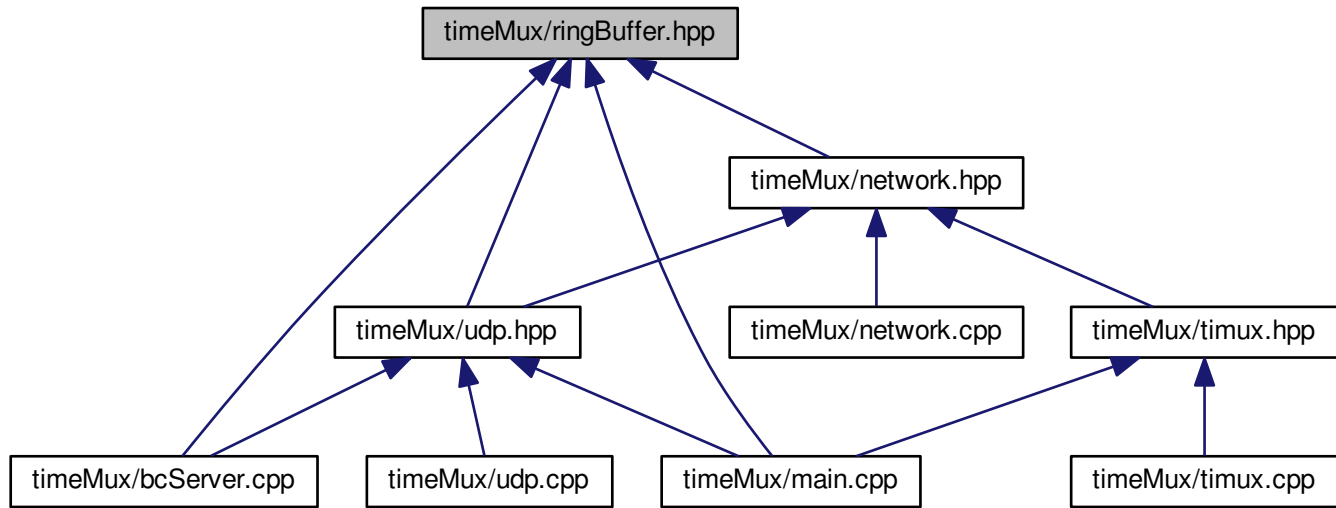 timeMux/ringBuffer.hpp
timeMux/network.hpp
timeMux/udp.hpp
timeMux/network.cpp
timeMux/timux.hpp
timeMux/bcServer.cpp
timeMux/udp.cpp
timeMux/main.cpp
timeMux/timux.cpp